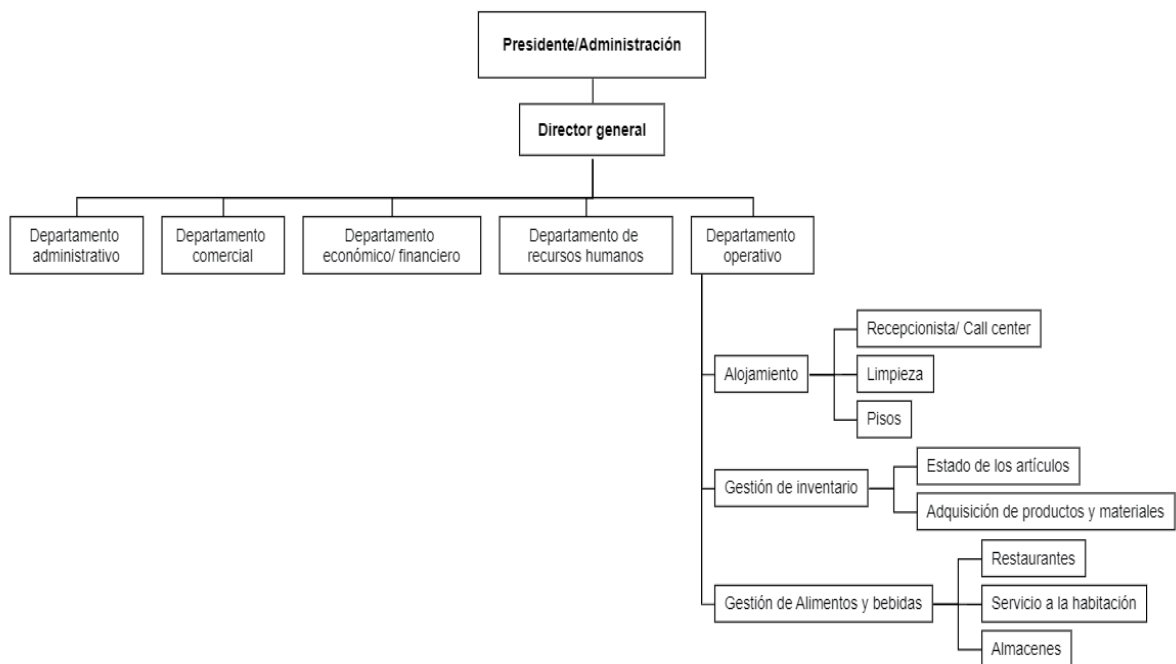 Presidente/Administración
Director general
Departamento
administrativo
Departamento
comercial
Departamento
económico/ financiero
Departamento de
recursos humanos
Departamento
operativo
Recepcionista/ Call center
Alojamiento
Limpieza
Pisos
Estado de los artículos
Gestión de inventario
Adquisición de productos y materiales
Restaurantes
Gestión de Alimentos y bebidas
Servicio a la habitación
Almacenes